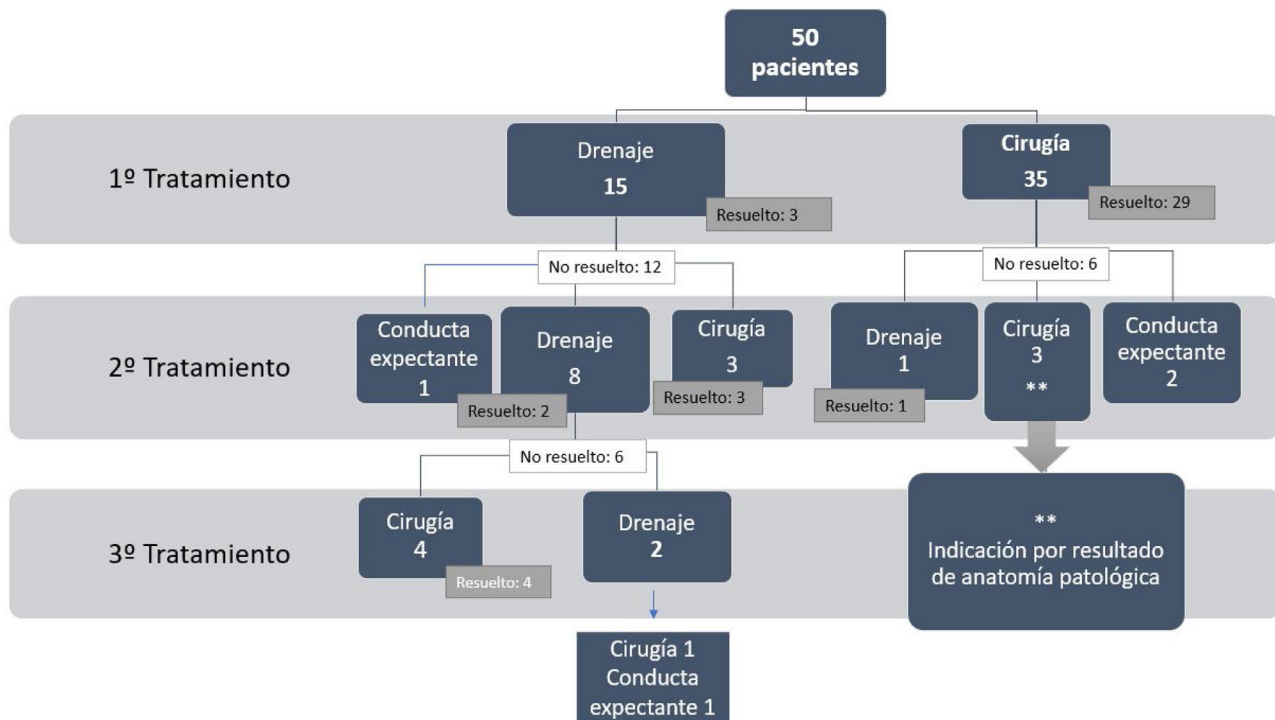 50
pacientes
1º Tratamiento
Drenaje
15
Resuelto: 3
Cirugía
35
Resuelto: 29
No resuelto: 12
No resuelto: 6
2º Tratamiento
Conducta
expectante
1
Drenaje
8
Resuelto: 2
Cirugía
3
Resuelto: 3
Drenaje
1
Resuelto: 1
Cirugía
3
**
Conducta
expectante
2
No resuelto: 6
3º Tratamiento
Cirugía
4
Resuelto: 4
Drenaje
2
**
Indicación por resultado
de anatomía patológica
Cirugía 1
Conducta
expectante 1